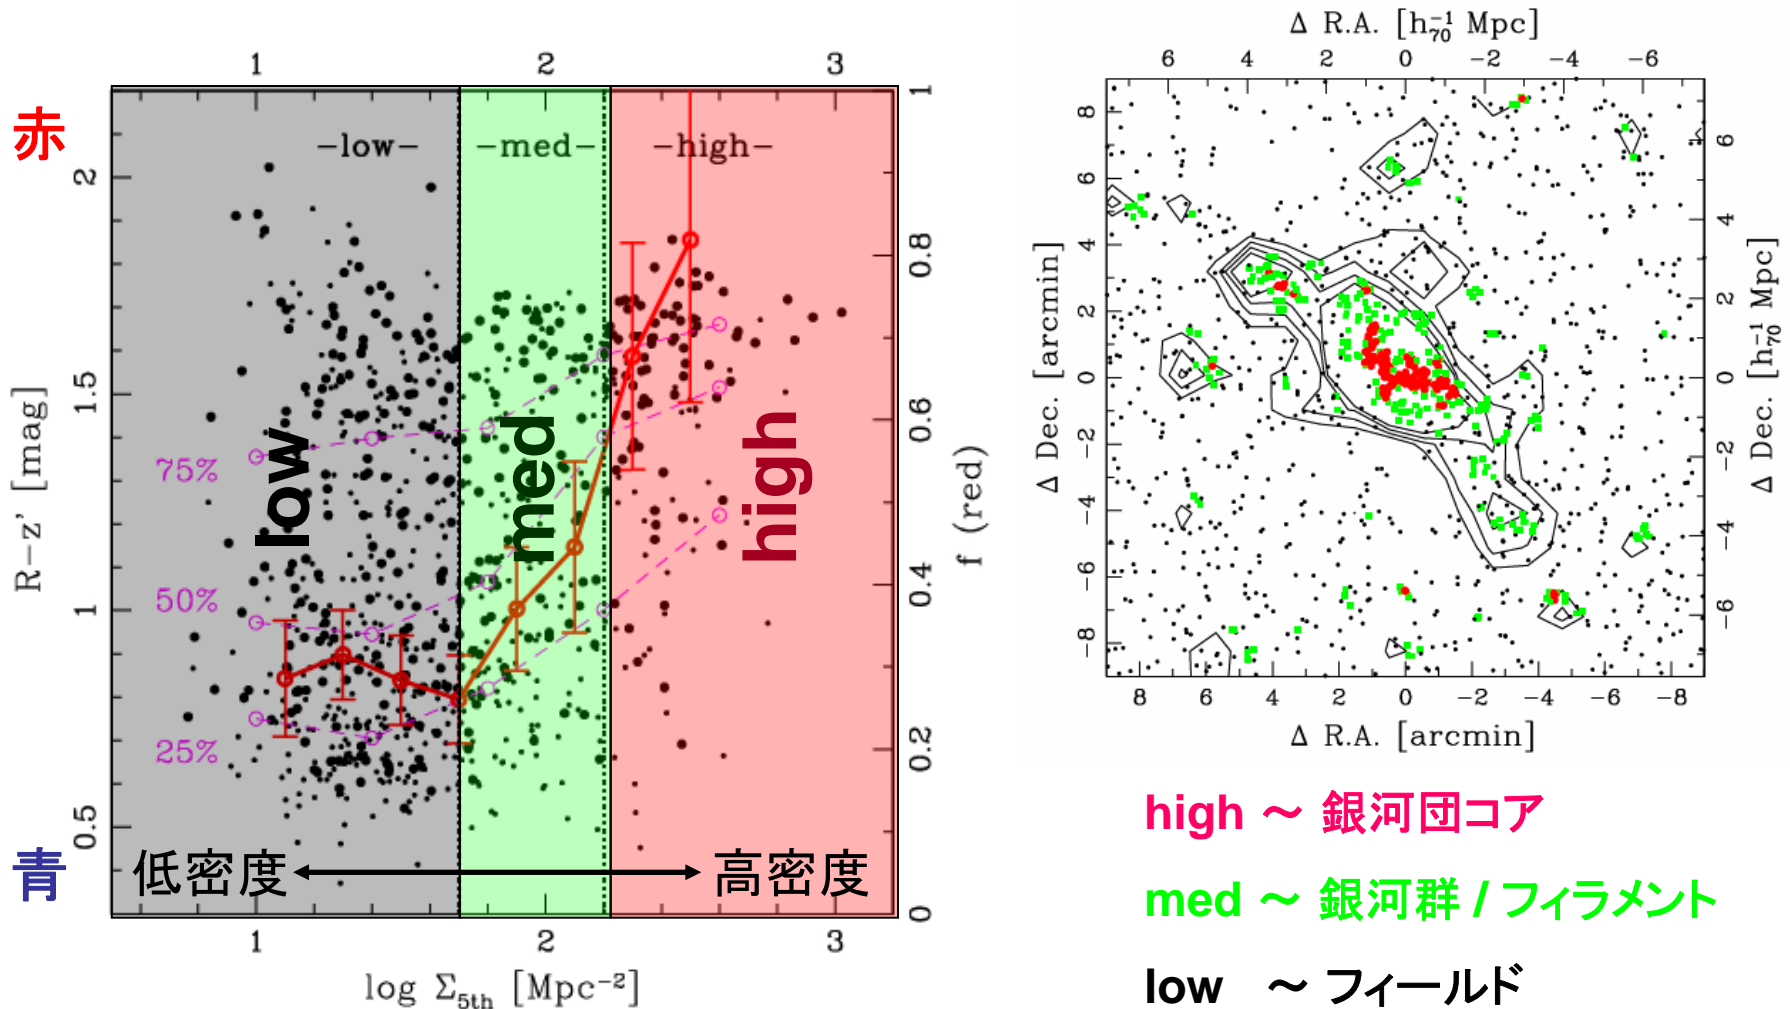 1 2 3
赤
青
−low− −med− −high−
2
1.5
1
0.5
R−z' [mag]
75%
50%
25%
low
med
high
低密度
高密度
1
0.8
0.6
0.4
0.2
0
f (red)
1 2 3
log Σ5th [Mpc−2]
Δ R.A. [h70−1 Mpc]
6 4 2 0 −2 −4 −6
8
6
4
2
0
−2
−4
−6
−8
Δ Dec. [arcmin]
6
4
2
0
−2
−4
−6
Δ Dec. [h70−1 Mpc]
8 6 4 2 0 −2 −4 −6 −8
Δ R.A. [arcmin]
high ～ 銀河団コア
med ～ 銀河群 / フィラメント
low ～ フィールド